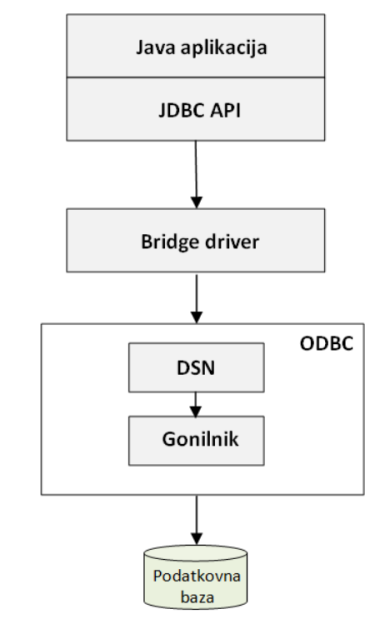 Java aplikacija
JDBC API
Bridge driver
ODBC
DSN
Gonilnik
Podatkovna
baza